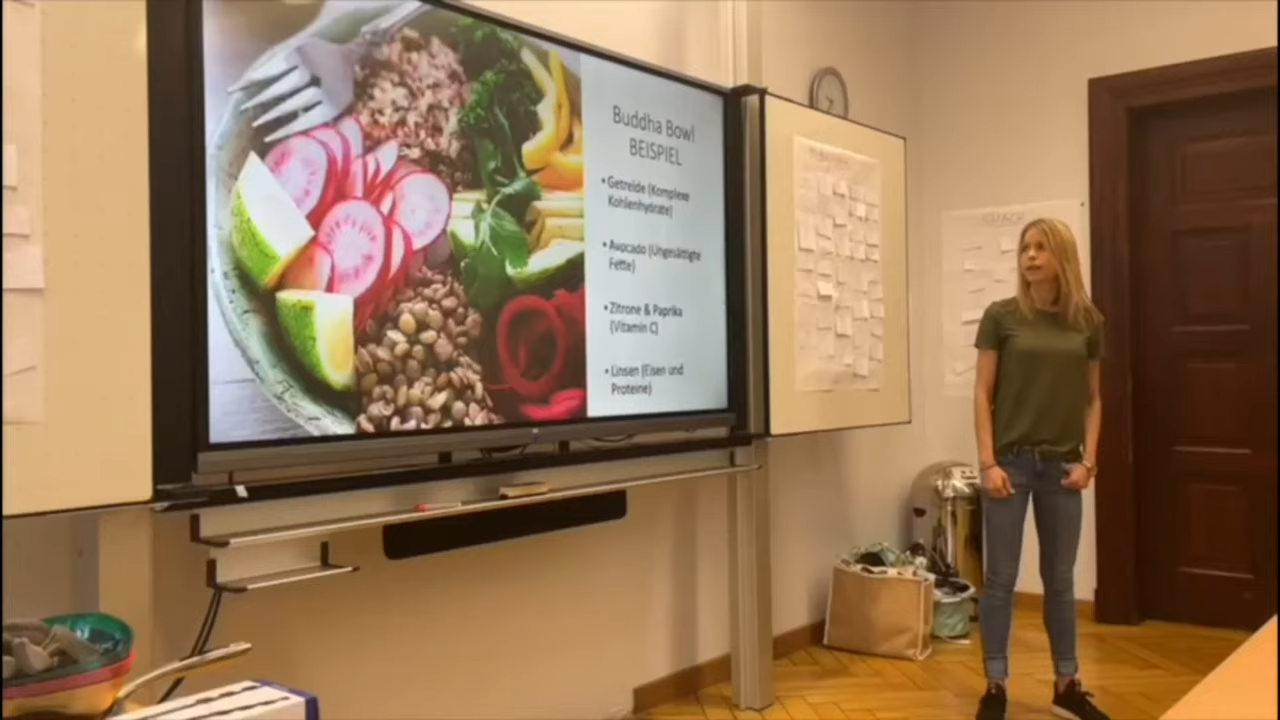 Buddha Bowl
BEISPIEL
• Getreide (Komplexe
Kohlenhydrate)
• Avocado (Ungesättigte
Fette)
• Zitrone & Paprika
(Vitamin C)
• Linsen (Eisen und
Proteine)